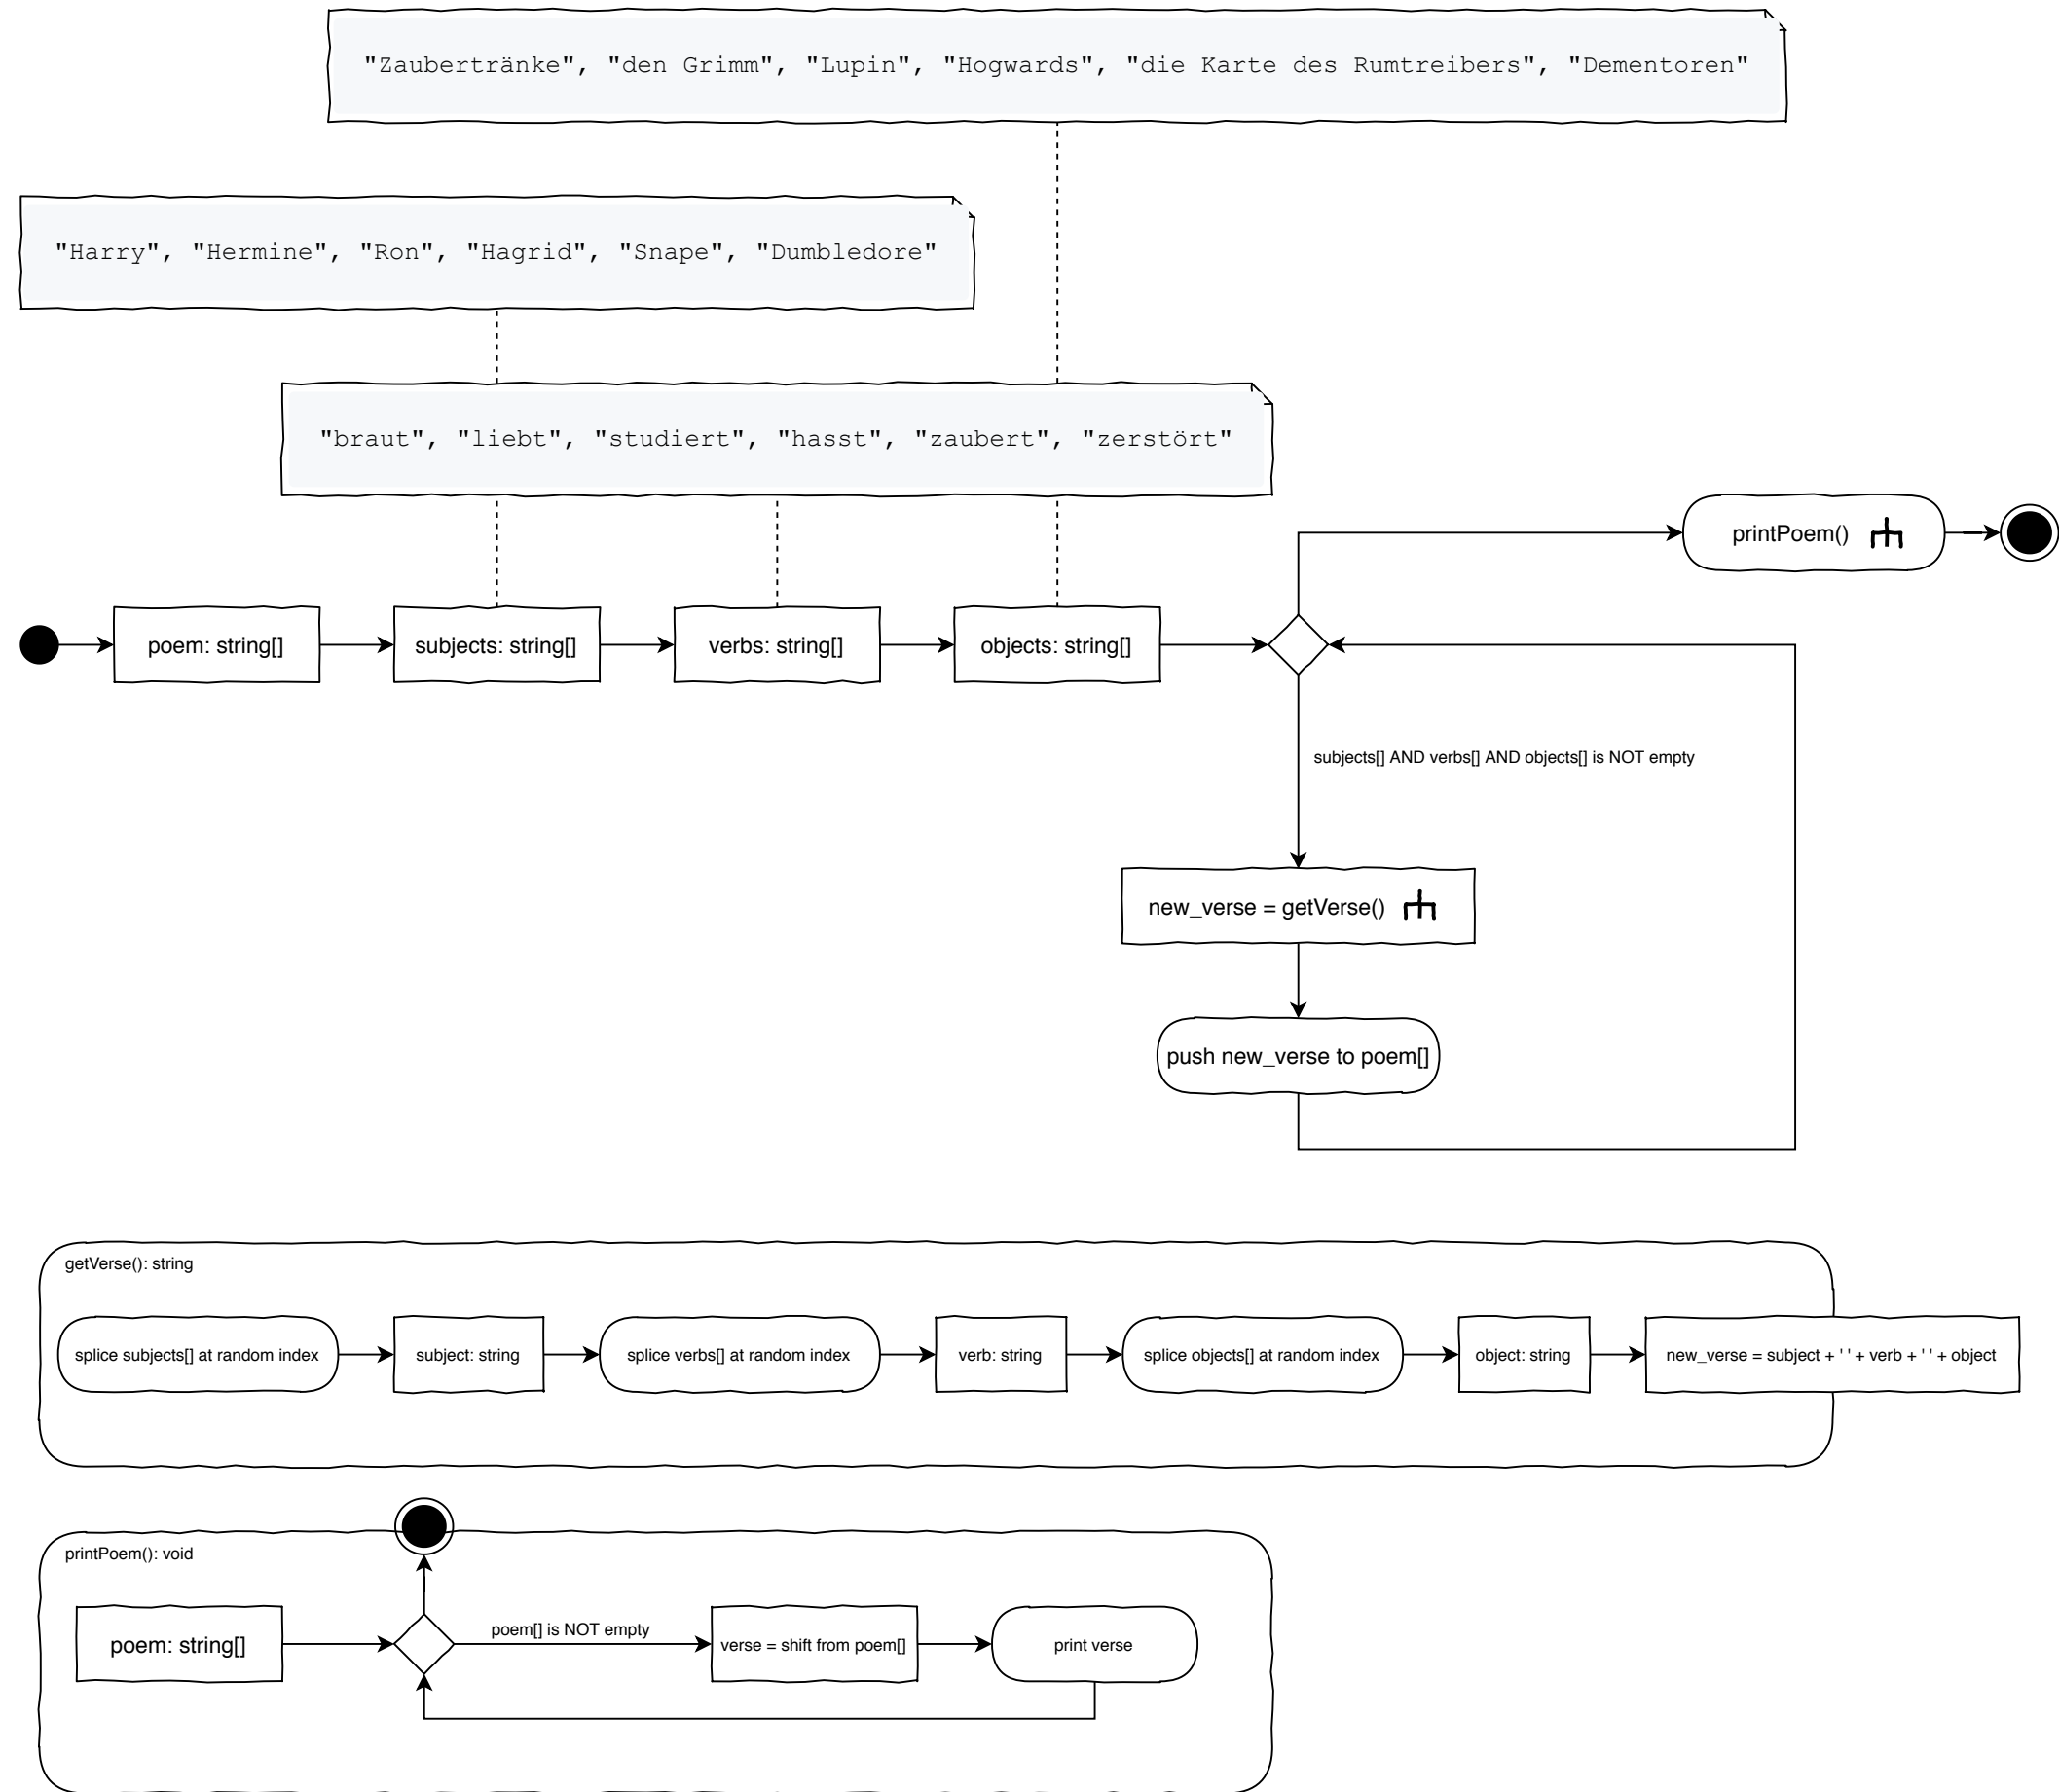 "Zaubertränke", "den Grimm", "Lupin", "Hogwards", "die Karte des Rumtreibers", "Dementoren"
"Harry", "Hermine", "Ron", "Hagrid", "Snape", "Dumbledore"
"braut", "liebt", "studiert", "hasst", "zaubert", "zerstört"
printPoem()
poem: string[]
subjects: string[]
verbs: string[]
objects: string[]
subjects[] AND verbs[] AND objects[] is NOT empty
new_verse = getVerse()
push new_verse to poem[]
getVerse(): string
splice subjects[] at random index
subject: string
splice verbs[] at random index
verb: string
splice objects[] at random index
object: string
new_verse = subject + ' ' + verb + ' ' + object
printPoem(): void
poem: string[]
poem[] is NOT empty
verse = shift from poem[]
print verse